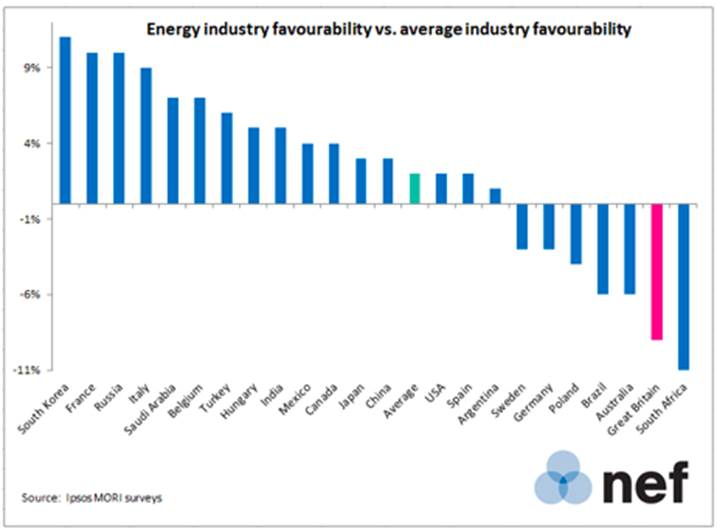 Energy industry favourability vs. average industry favourability
9%
4%
-1%
-6%
-11%
South Korea
France
Russia
Italy
Saudi Arabia
Belgium
Turkey
Hungary
India
Mexico
Canada
Japan
China
Average
USA
Spain
Argentina
Sweden
Germany
Poland
Brazil
Australia
Great Britain
South Africa
Source: Ipsos MORI surveys
nef